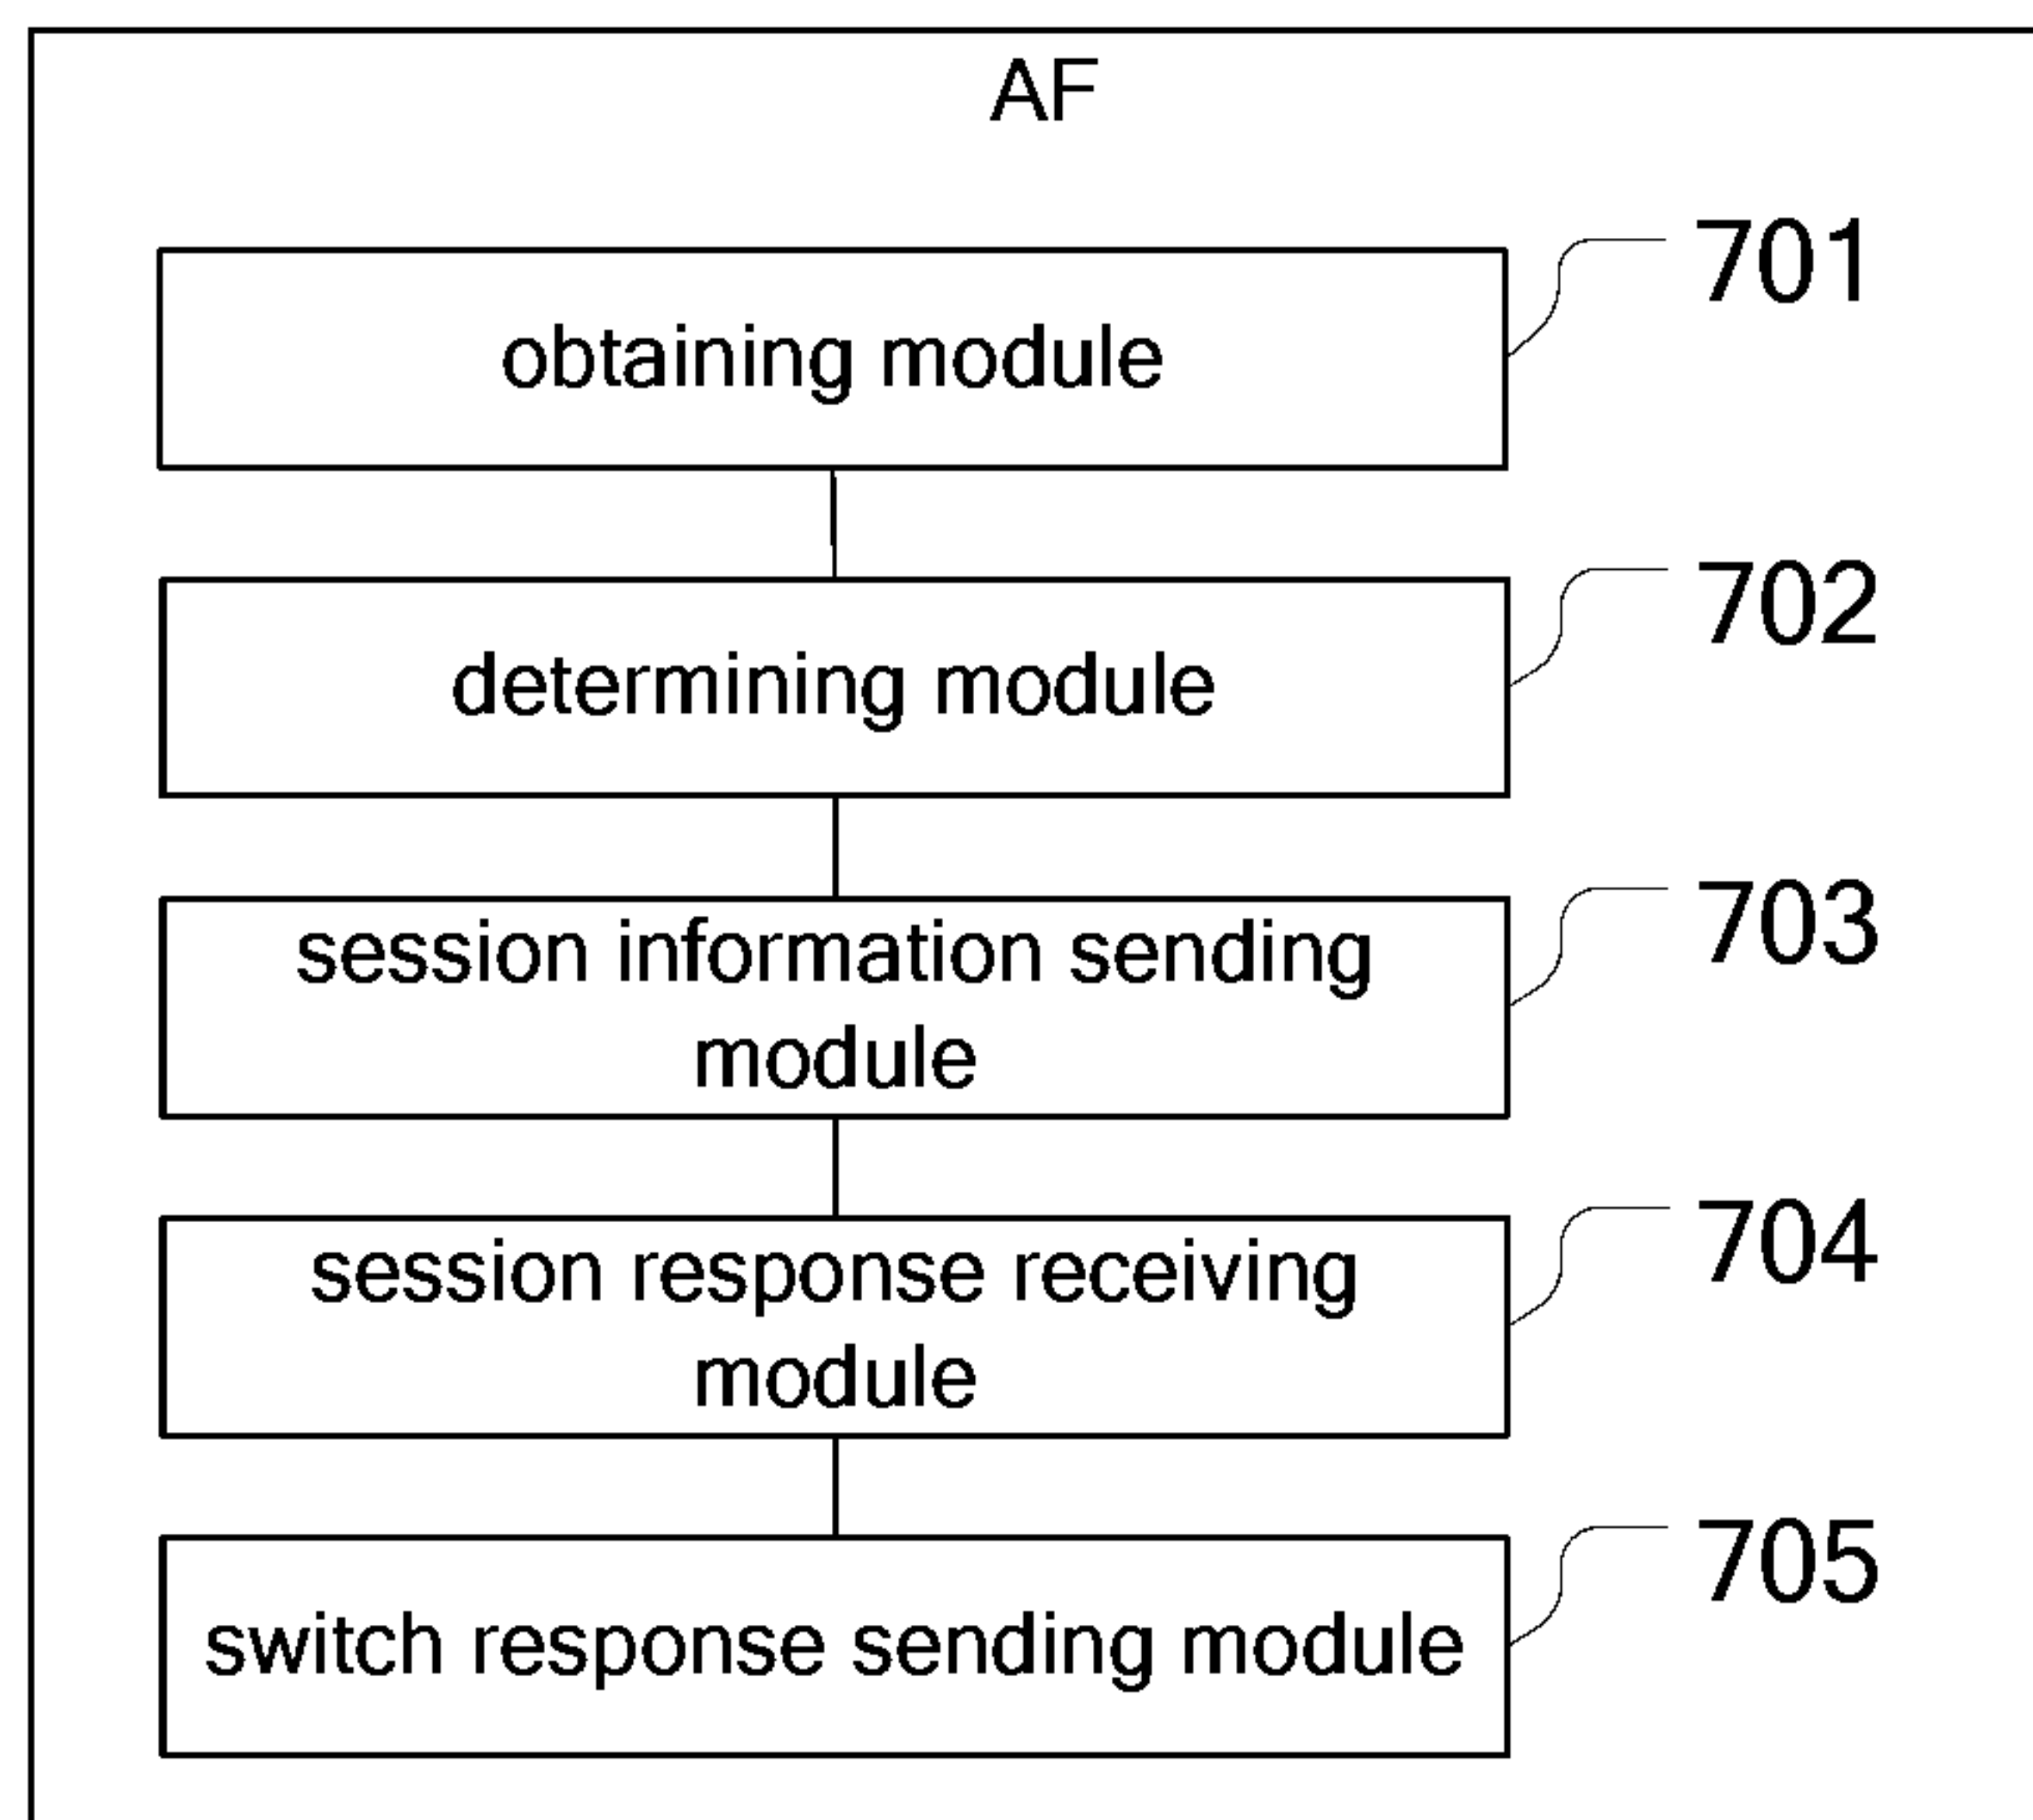 AF
obtaining module
701
determining module
702
session information sending
module
703
session response receiving
module
704
switch response sending module
705